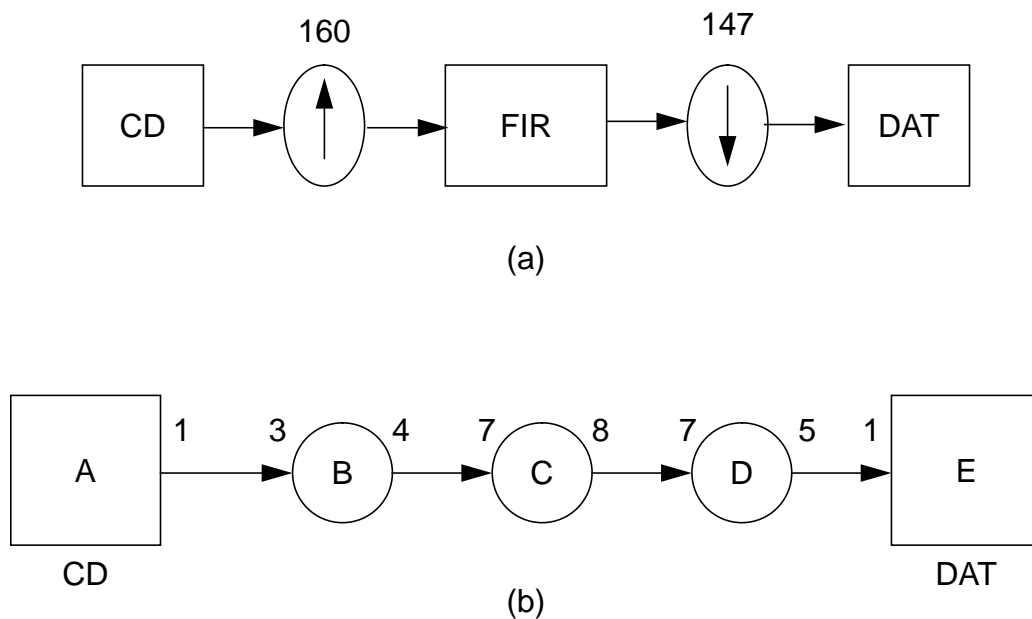 160 147
CD FIR DAT
(a)
1 3 4 7 8 7 5 1
A B C D E
CD DAT
(b)